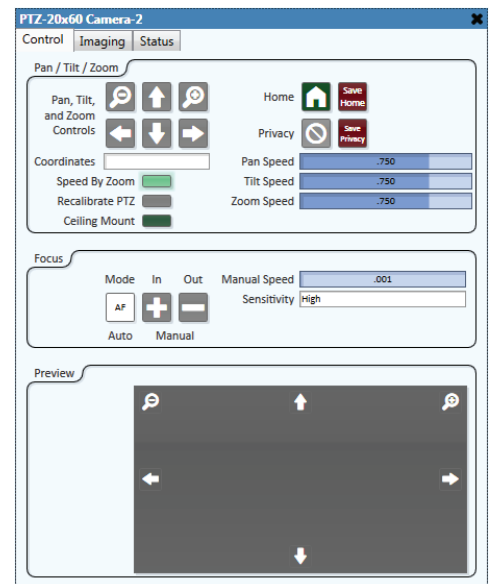 PTZ-20x60 Camera-2
Control Imaging Status
Pan / Tilt / Zoom
Pan, Tilt,
and Zoom
Controls
Home
Save
Home
Privacy
Save
Privacy
Coordinates
Pan Speed .750
Speed By Zoom
Tilt Speed .750
Recalibrate PTZ
Zoom Speed .750
Ceiling Mount
Focus
Mode In Out
Manual Speed .001
AF
Sensitivity High
Auto Manual
Preview